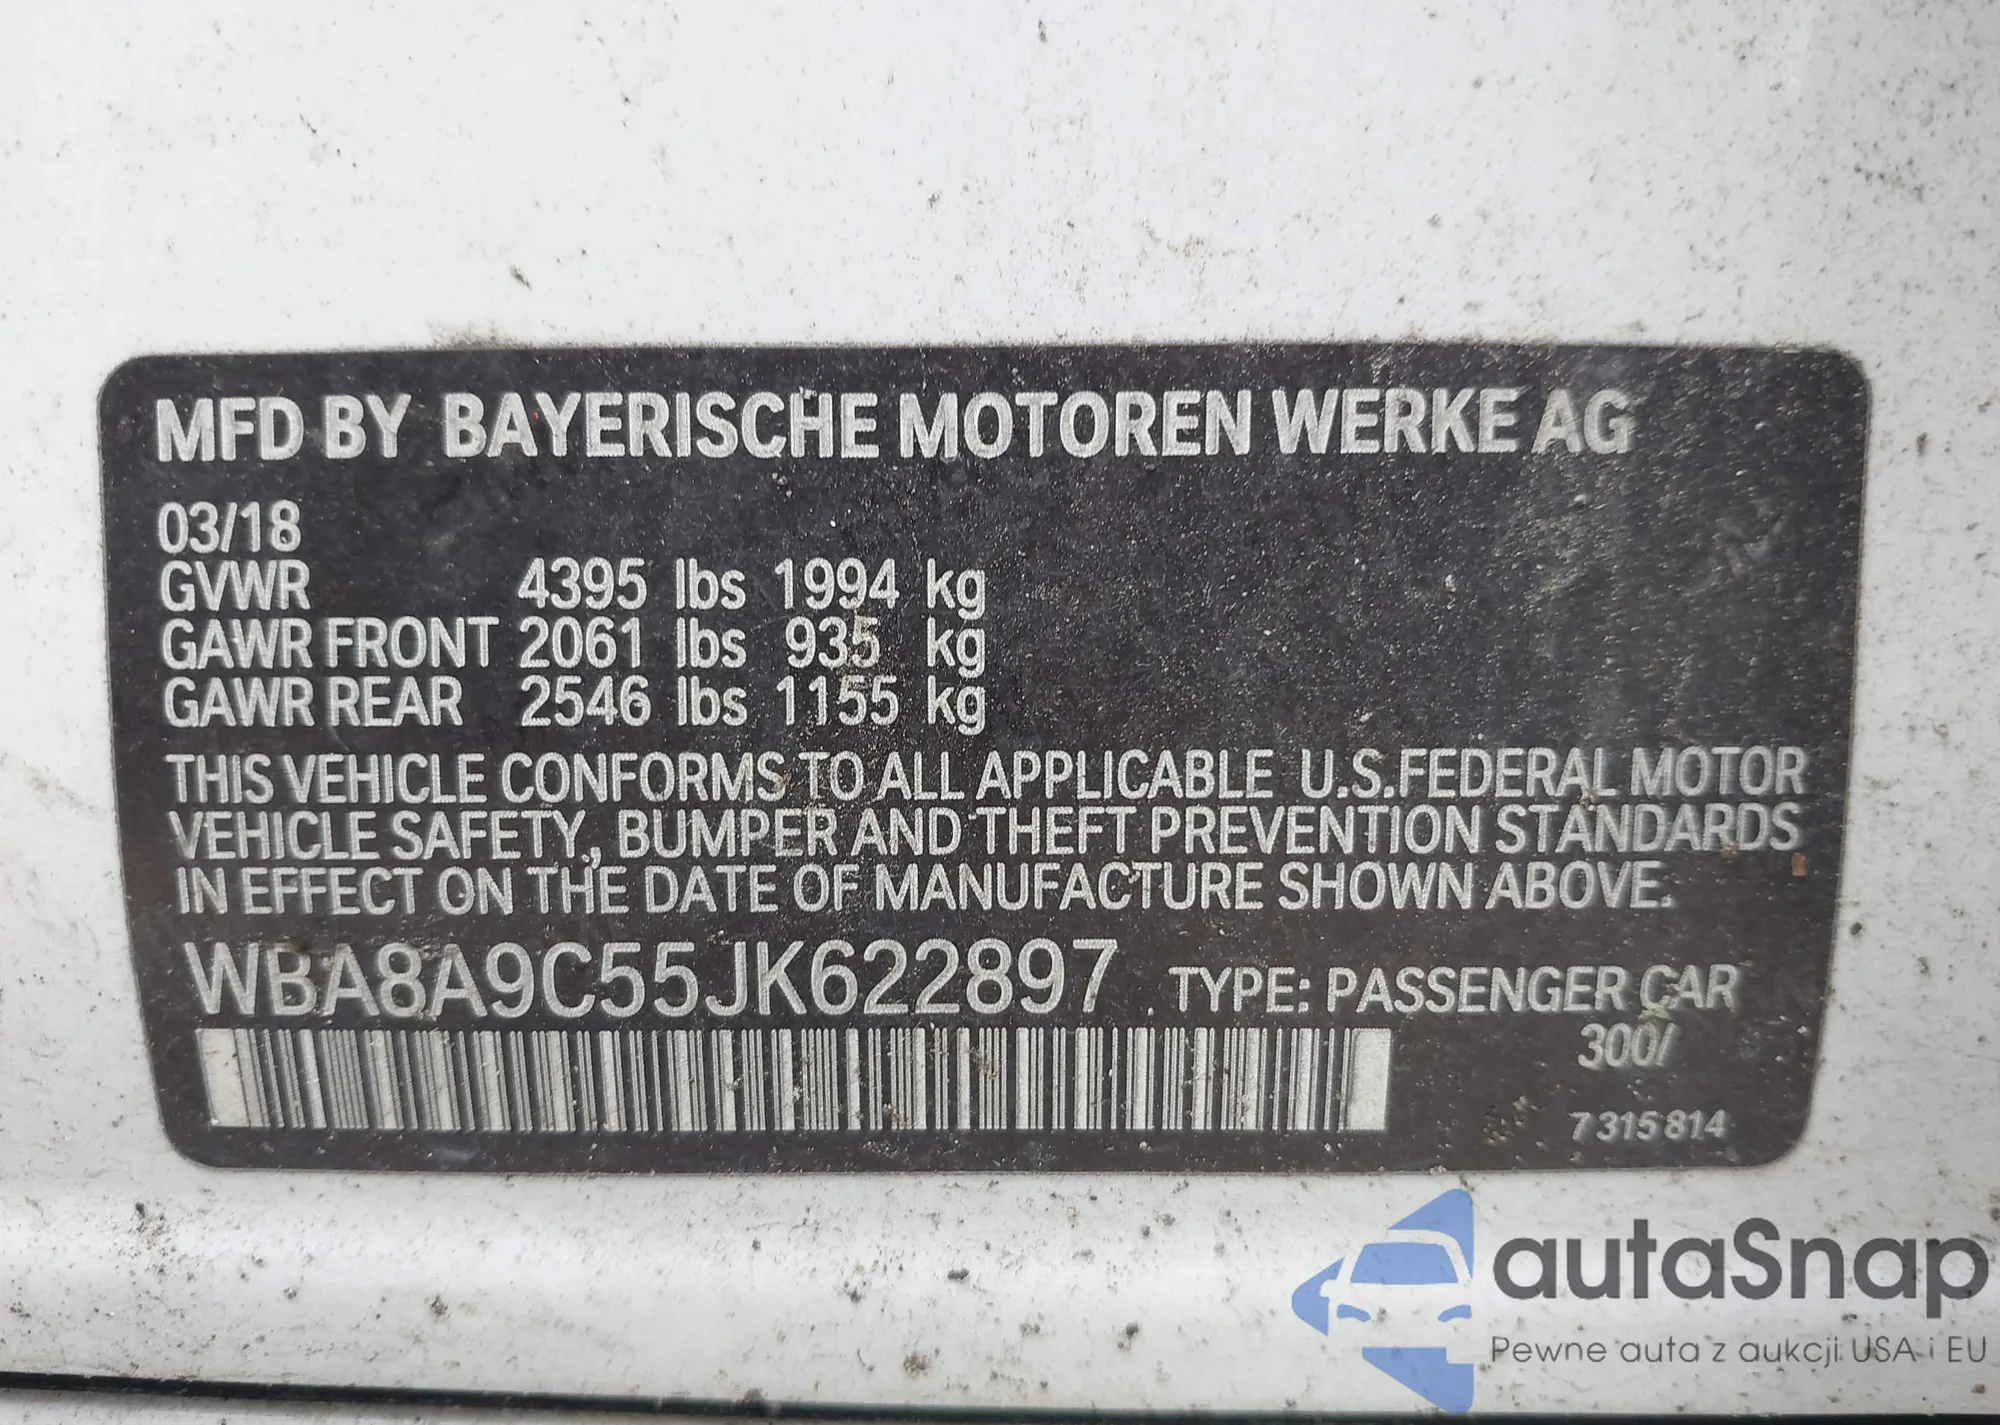 MFD BY BAYERISCHE MOTOREN WERKE AG
03/18
GVWR 4395 lbs 1994 kg
GAWR FRONT 2061 lbs 935 kg
GAWR REAR 2546 lbs 1155 kg
THIS VEHICLE CONFORMS TO ALL APPLICABLE U.S.FEDERAL MOTOR
VEHICLE SAFETY, BUMPER AND THEFT PREVENTION STANDARDS
IN EFFECT ON THE DATE OF MANUFACTURE SHOWN ABOVE.
WBA8A9C55JK622897 TYPE: PASSENGER CAR
300/
7315814
autaSnap
Pewne auta z aukcji USA i EU